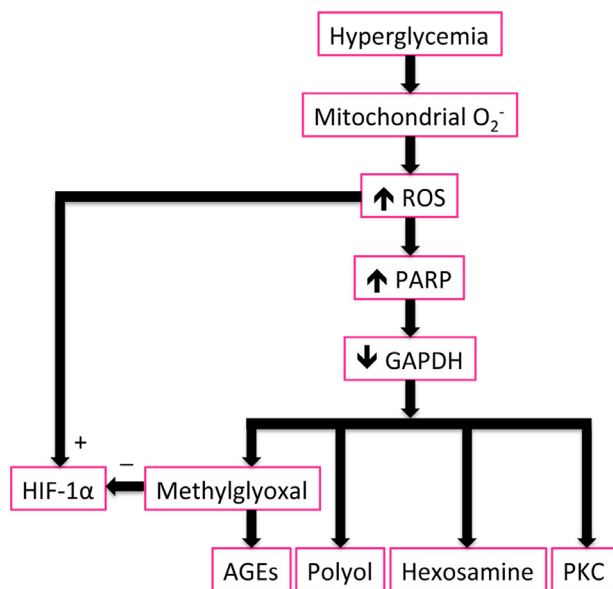 Hyperglycemia
Mitochondrial O₂⁻
↑ ROS
↑ PARP
↓ GAPDH
+
–
HIF-1α
Methylglyoxal
AGEs
Polyol
Hexosamine
PKC